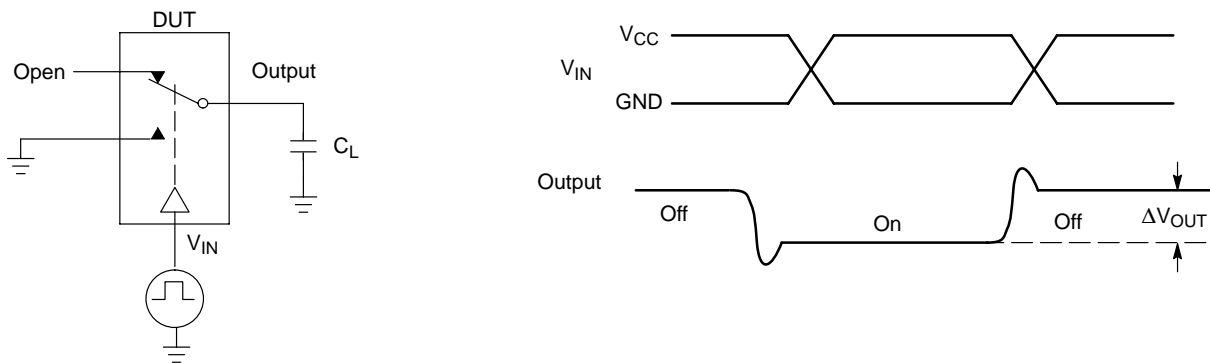 DUT
Open
Output
C_L
V_IN
V_CC
V_IN
GND
Output
Off
On
Off
ΔV_OUT